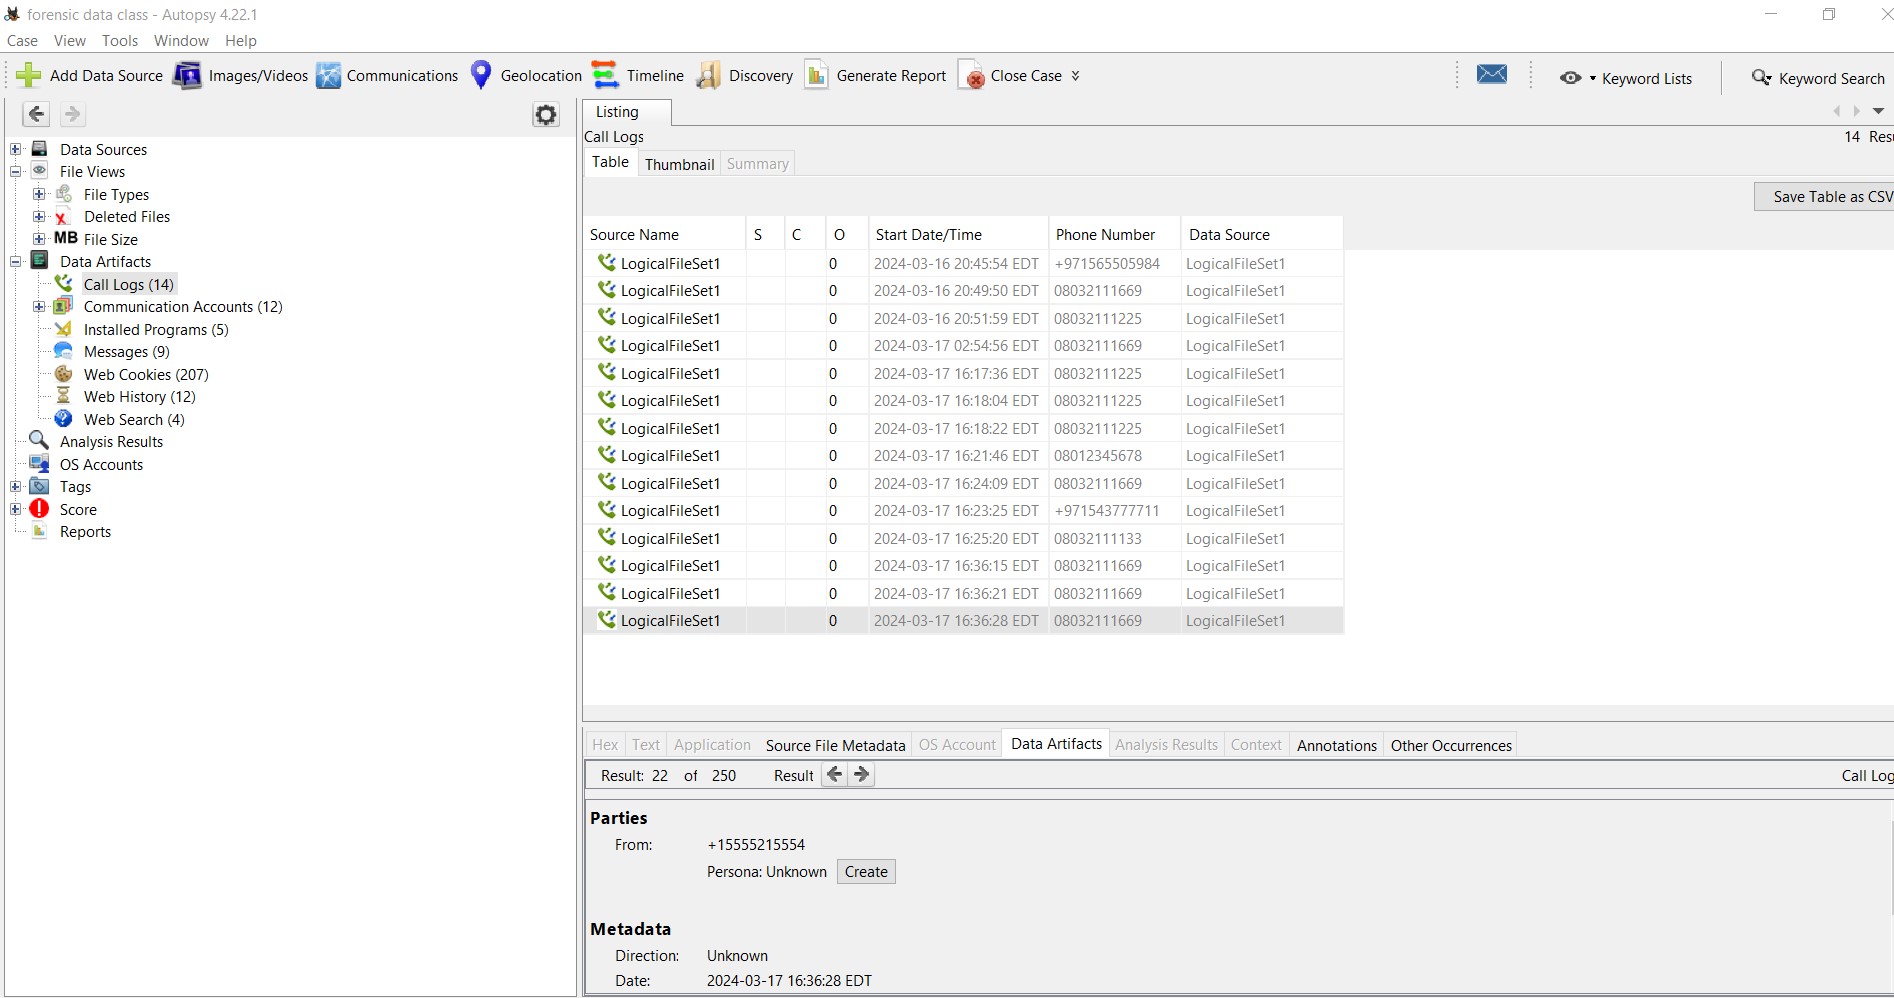 forensic data class - Autopsy 4.22.1
Case View Tools Window Help
Add Data Source Images/Videos Communications Geolocation Timeline Discovery Generate Report Close Case Keyword Lists Keyword Search
Data Sources
File Views
File Types
Deleted Files
MB File Size
Data Artifacts
Call Logs (14)
Communication Accounts (12)
Installed Programs (5)
Messages (9)
Web Cookies (207)
Web History (12)
Web Search (4)
Analysis Results
OS Accounts
Tags
Score
Reports
Listing
Call Logs 14 Resu
Table Thumbnail Summary
Save Table as CSV
Source Name S C O Start Date/Time Phone Number Data Source
LogicalFileSet1 0 2024-03-16 20:45:54 EDT +971565505984 LogicalFileSet1
LogicalFileSet1 0 2024-03-16 20:49:50 EDT 08032111669 LogicalFileSet1
LogicalFileSet1 0 2024-03-16 20:51:59 EDT 08032111225 LogicalFileSet1
LogicalFileSet1 0 2024-03-17 02:54:56 EDT 08032111669 LogicalFileSet1
LogicalFileSet1 0 2024-03-17 16:17:36 EDT 08032111225 LogicalFileSet1
LogicalFileSet1 0 2024-03-17 16:18:04 EDT 08032111225 LogicalFileSet1
LogicalFileSet1 0 2024-03-17 16:18:22 EDT 08032111225 LogicalFileSet1
LogicalFileSet1 0 2024-03-17 16:21:46 EDT 08012345678 LogicalFileSet1
LogicalFileSet1 0 2024-03-17 16:24:09 EDT 08032111669 LogicalFileSet1
LogicalFileSet1 0 2024-03-17 16:23:25 EDT +971543777711 LogicalFileSet1
LogicalFileSet1 0 2024-03-17 16:25:20 EDT 08032111133 LogicalFileSet1
LogicalFileSet1 0 2024-03-17 16:36:15 EDT 08032111669 LogicalFileSet1
LogicalFileSet1 0 2024-03-17 16:36:21 EDT 08032111669 LogicalFileSet1
LogicalFileSet1 0 2024-03-17 16:36:28 EDT 08032111669 LogicalFileSet1
Hex Text Application Source File Metadata OS Account Data Artifacts Analysis Results Context Annotations Other Occurrences
Result: 22 of 250 Result Call Log
Parties
From: +15555215554
Persona: Unknown Create
Metadata
Direction: Unknown
Date: 2024-03-17 16:36:28 EDT